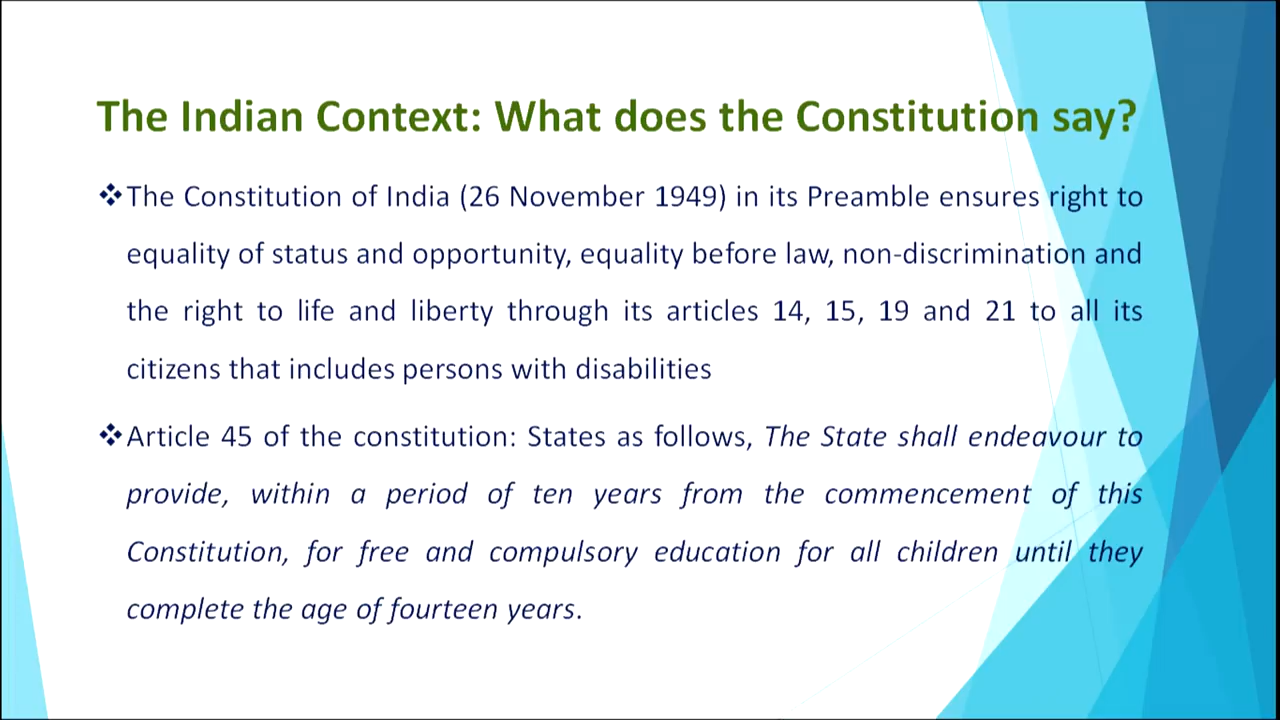 The Indian Context: What does the Constitution say?
❖The Constitution of India (26 November 1949) in its Preamble ensures right to
equality of status and opportunity, equality before law, non-discrimination and
the right to life and liberty through its articles 14, 15, 19 and 21 to all its
citizens that includes persons with disabilities
❖Article 45 of the constitution: States as follows, The State shall endeavour to
provide, within a period of ten years from the commencement of this
Constitution, for free and compulsory education for all children until they
complete the age of fourteen years.